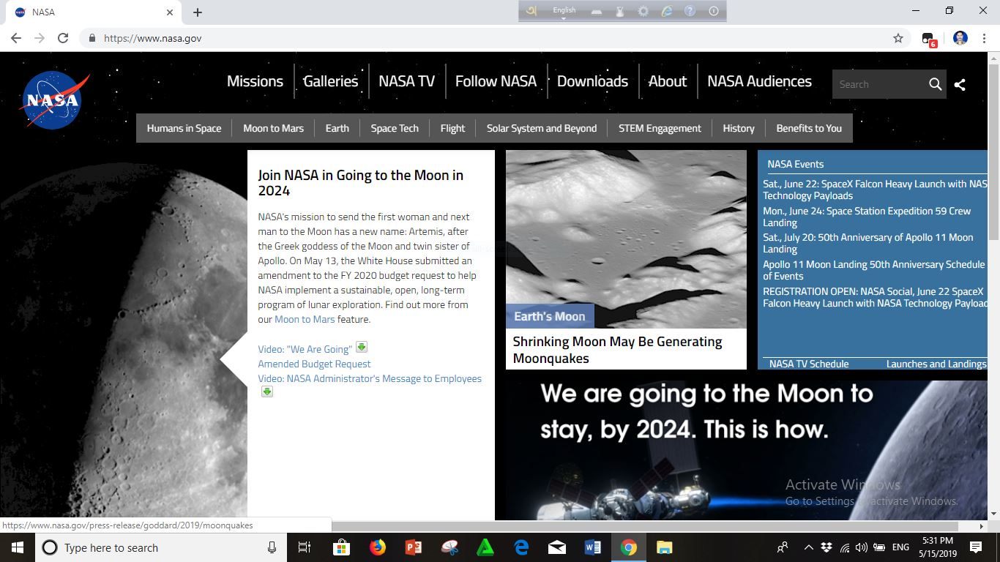 NASA
English
https://www.nasa.gov
6
NASA
Missions
Galleries
NASA TV
Follow NASA
Downloads
About
NASA Audiences
Search
Humans in Space
Moon to Mars
Earth
Space Tech
Flight
Solar System and Beyond
STEM Engagement
History
Benefits to You
Join NASA in Going to the Moon in
2024
NASA's mission to send the first woman and next
man to the Moon has a new name: Artemis, after
the Greek goddess of the Moon and twin sister of
Apollo. On May 13, the White House submitted an
amendment to the FY 2020 budget request to help
NASA implement a sustainable, open, long-term
program of lunar exploration. Find out more from
our Moon to Mars feature.
Video: "We Are Going"
Amended Budget Request
Video: NASA Administrator's Message to Employees
Earth's Moon
Shrinking Moon May Be Generating
Moonquakes
NASA Events
Sat., June 22: SpaceX Falcon Heavy Launch with NAS
Technology Payloads
Mon., June 24: Space Station Expedition 59 Crew
Landing
Sat., July 20: 50th Anniversary of Apollo 11 Moon
Landing
Apollo 11 Moon Landing 50th Anniversary Schedule
of Events
REGISTRATION OPEN: NASA Social, June 22 SpaceX
Falcon Heavy Launch with NASA Technology Payload
NASA TV Schedule
Launches and Landings
We are going to the Moon to
stay, by 2024. This is how.
Activate Windows
Go to Settings to activate Windows.
https://www.nasa.gov/press-release/goddard/2019/moonquakes
Type here to search
ENG
5:31 PM
5/15/2019